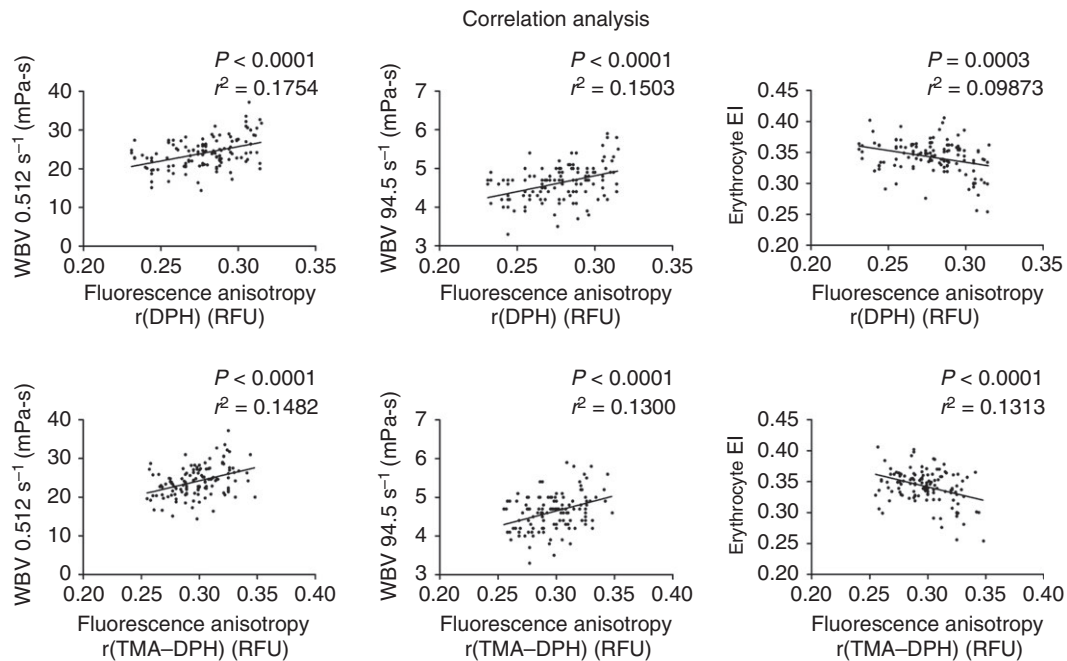 Correlation analysis
P < 0.0001
r² = 0.1754
WBV 0.512 s⁻¹ (mPa-s)
40
30
20
10
0
0.20 0.25 0.30 0.35
Fluorescence anisotropy
r(DPH) (RFU)
P < 0.0001
r² = 0.1503
WBV 94.5 s⁻¹ (mPa-s)
7
6
5
4
3
0.20 0.25 0.30 0.35
Fluorescence anisotropy
r(DPH) (RFU)
P = 0.0003
r² = 0.09873
Erythrocyte EI
0.45
0.40
0.35
0.30
0.25
0.20
0.20 0.25 0.30 0.35
Fluorescence anisotropy
r(DPH) (RFU)
P < 0.0001
r² = 0.1482
WBV 0.512 s⁻¹ (mPa-s)
40
30
20
10
0
0.20 0.25 0.30 0.35 0.40
Fluorescence anisotropy
r(TMA–DPH) (RFU)
P < 0.0001
r² = 0.1300
WBV 94.5 s⁻¹ (mPa-s)
7
6
5
4
3
0.20 0.25 0.30 0.35 0.40
Fluorescence anisotropy
r(TMA–DPH) (RFU)
P < 0.0001
r² = 0.1313
Erythrocyte EI
0.45
0.40
0.35
0.30
0.25
0.20
0.20 0.25 0.30 0.35 0.40
Fluorescence anisotropy
r(TMA–DPH) (RFU)